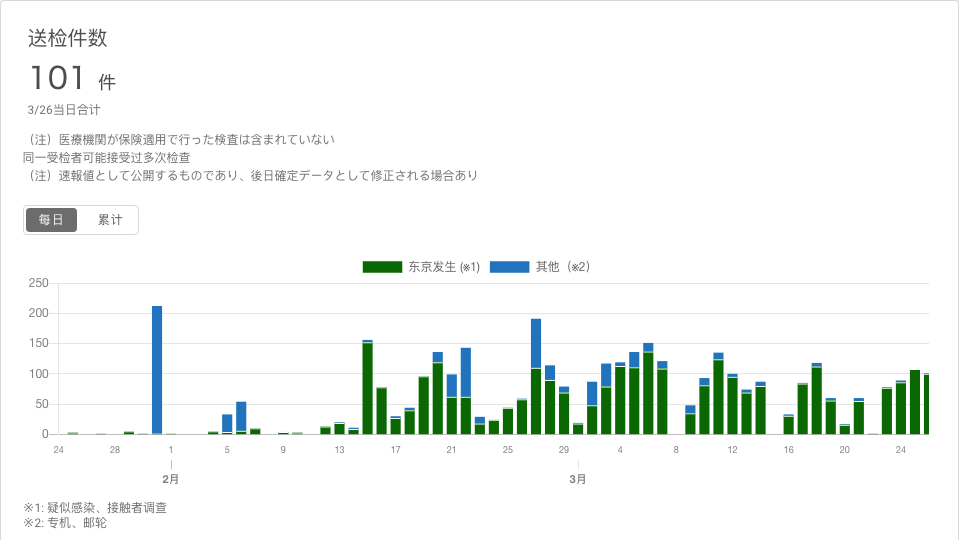 送检件数
101 件
3/26当日合计
（注）医療機関が保険適用で行った検査は含まれていない
同一受检者可能接受过多次检查
（注）速報値として公開するものであり、後日確定データとして修正される場合あり
每日 累计
东京发生 (※1) 其他（※2）
250
200
150
100
50
0
24 28 1 5 9 13 17 21 25 29 4 8 12 16 20 24
2月 3月
※1: 疑似感染、接触者调查
※2: 专机、邮轮